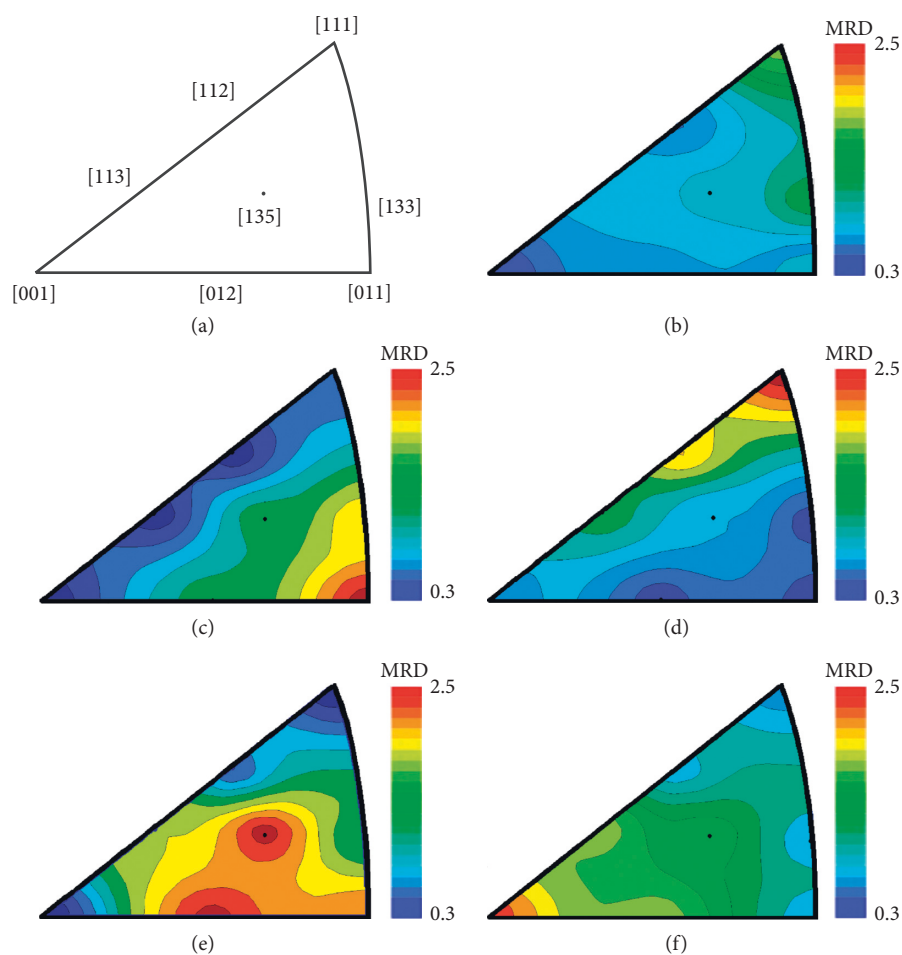 [111]
[112]
[113]
[135]
[133]
[001]
[012]
[011]
(a)
MRD
2.5
0.3
(b)
MRD
2.5
0.3
(c)
MRD
2.5
0.3
(d)
MRD
2.5
0.3
(e)
MRD
2.5
0.3
(f)